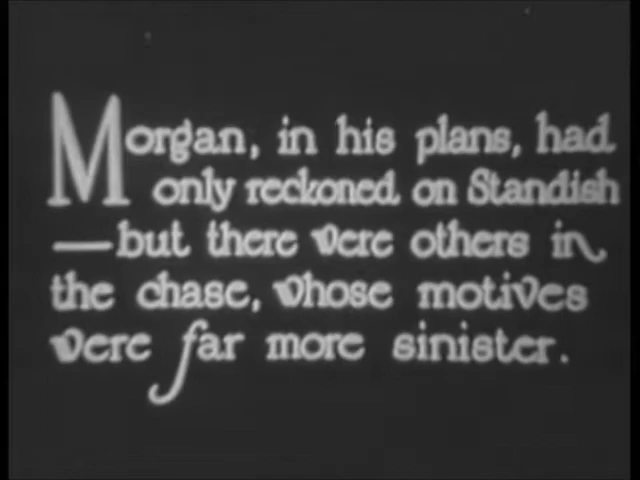 Morgan, in his plans, had
only reckoned on Standish
—but there were others in
the chase, whose motives
were far more sinister.